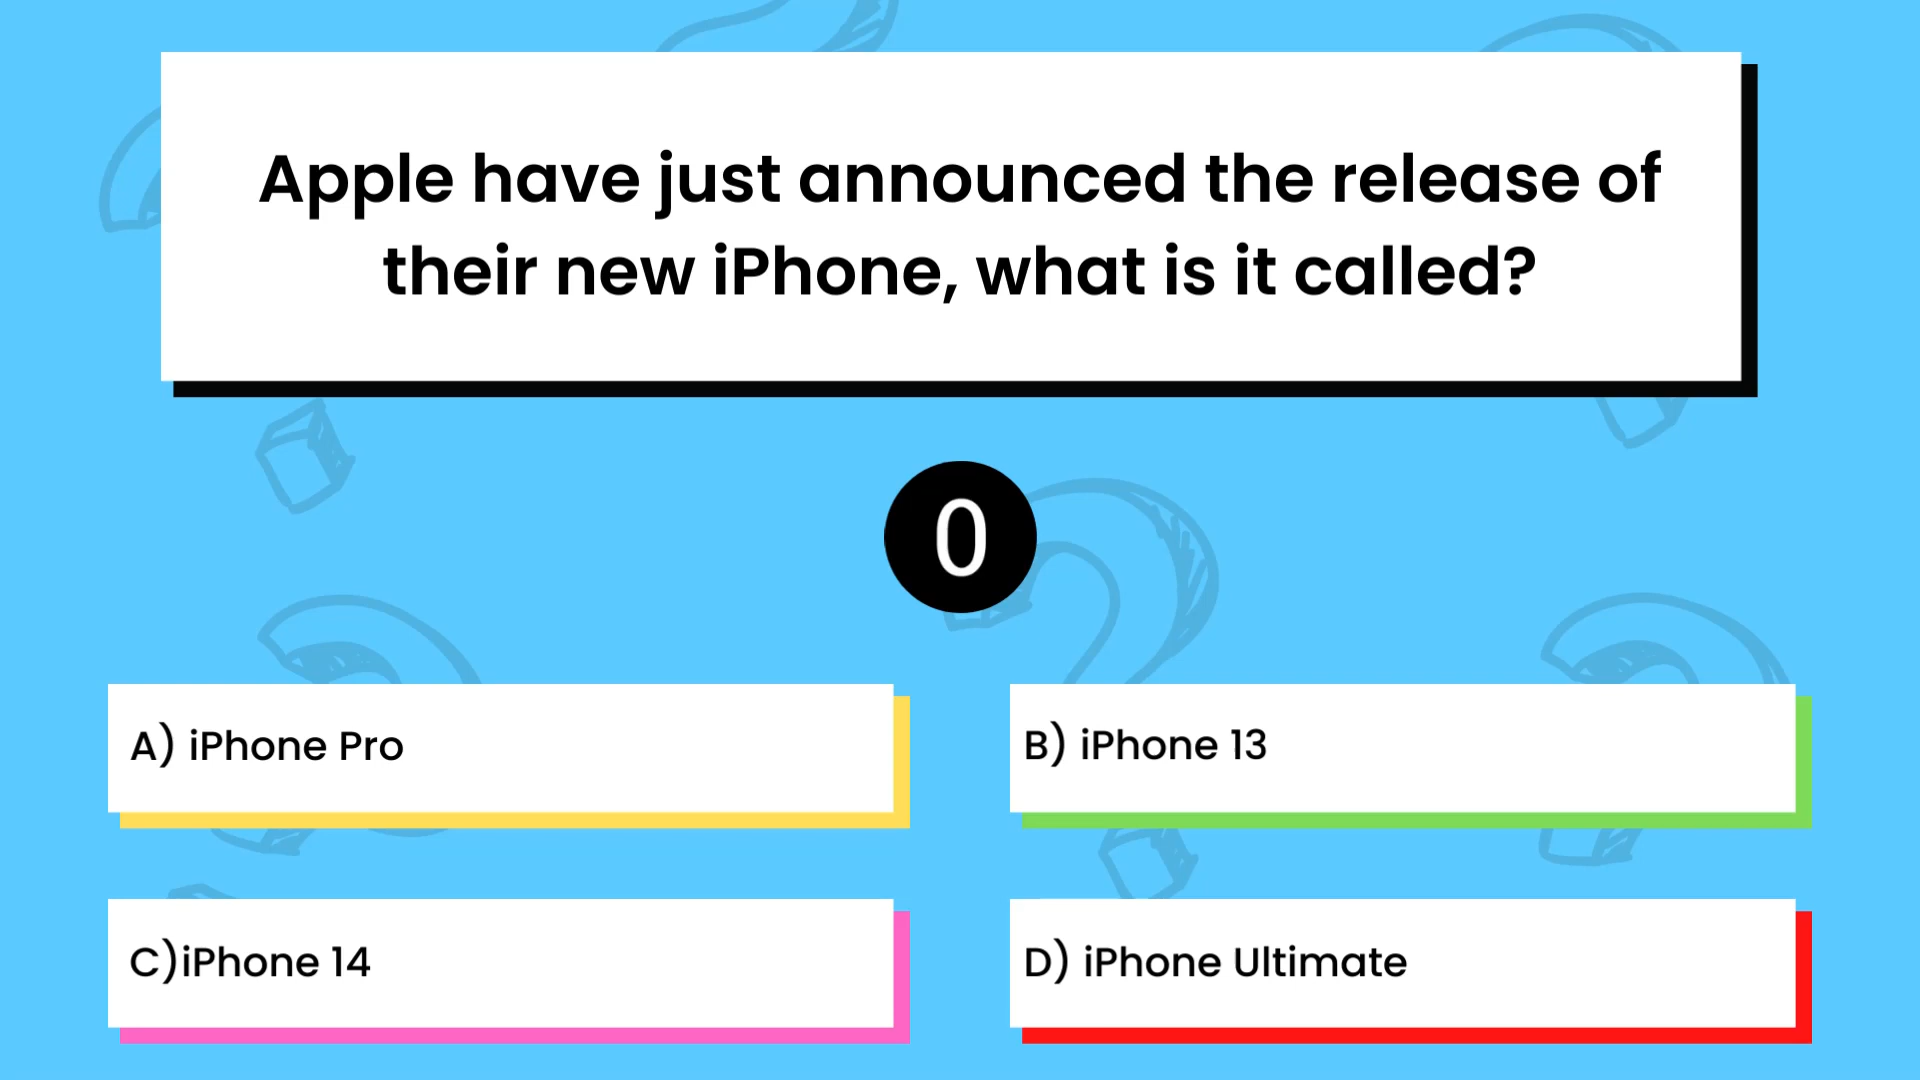 Apple have just announced the release of
their new iPhone, what is it called?
0
A) iPhone Pro
B) iPhone 13
C)iPhone 14
D) iPhone Ultimate